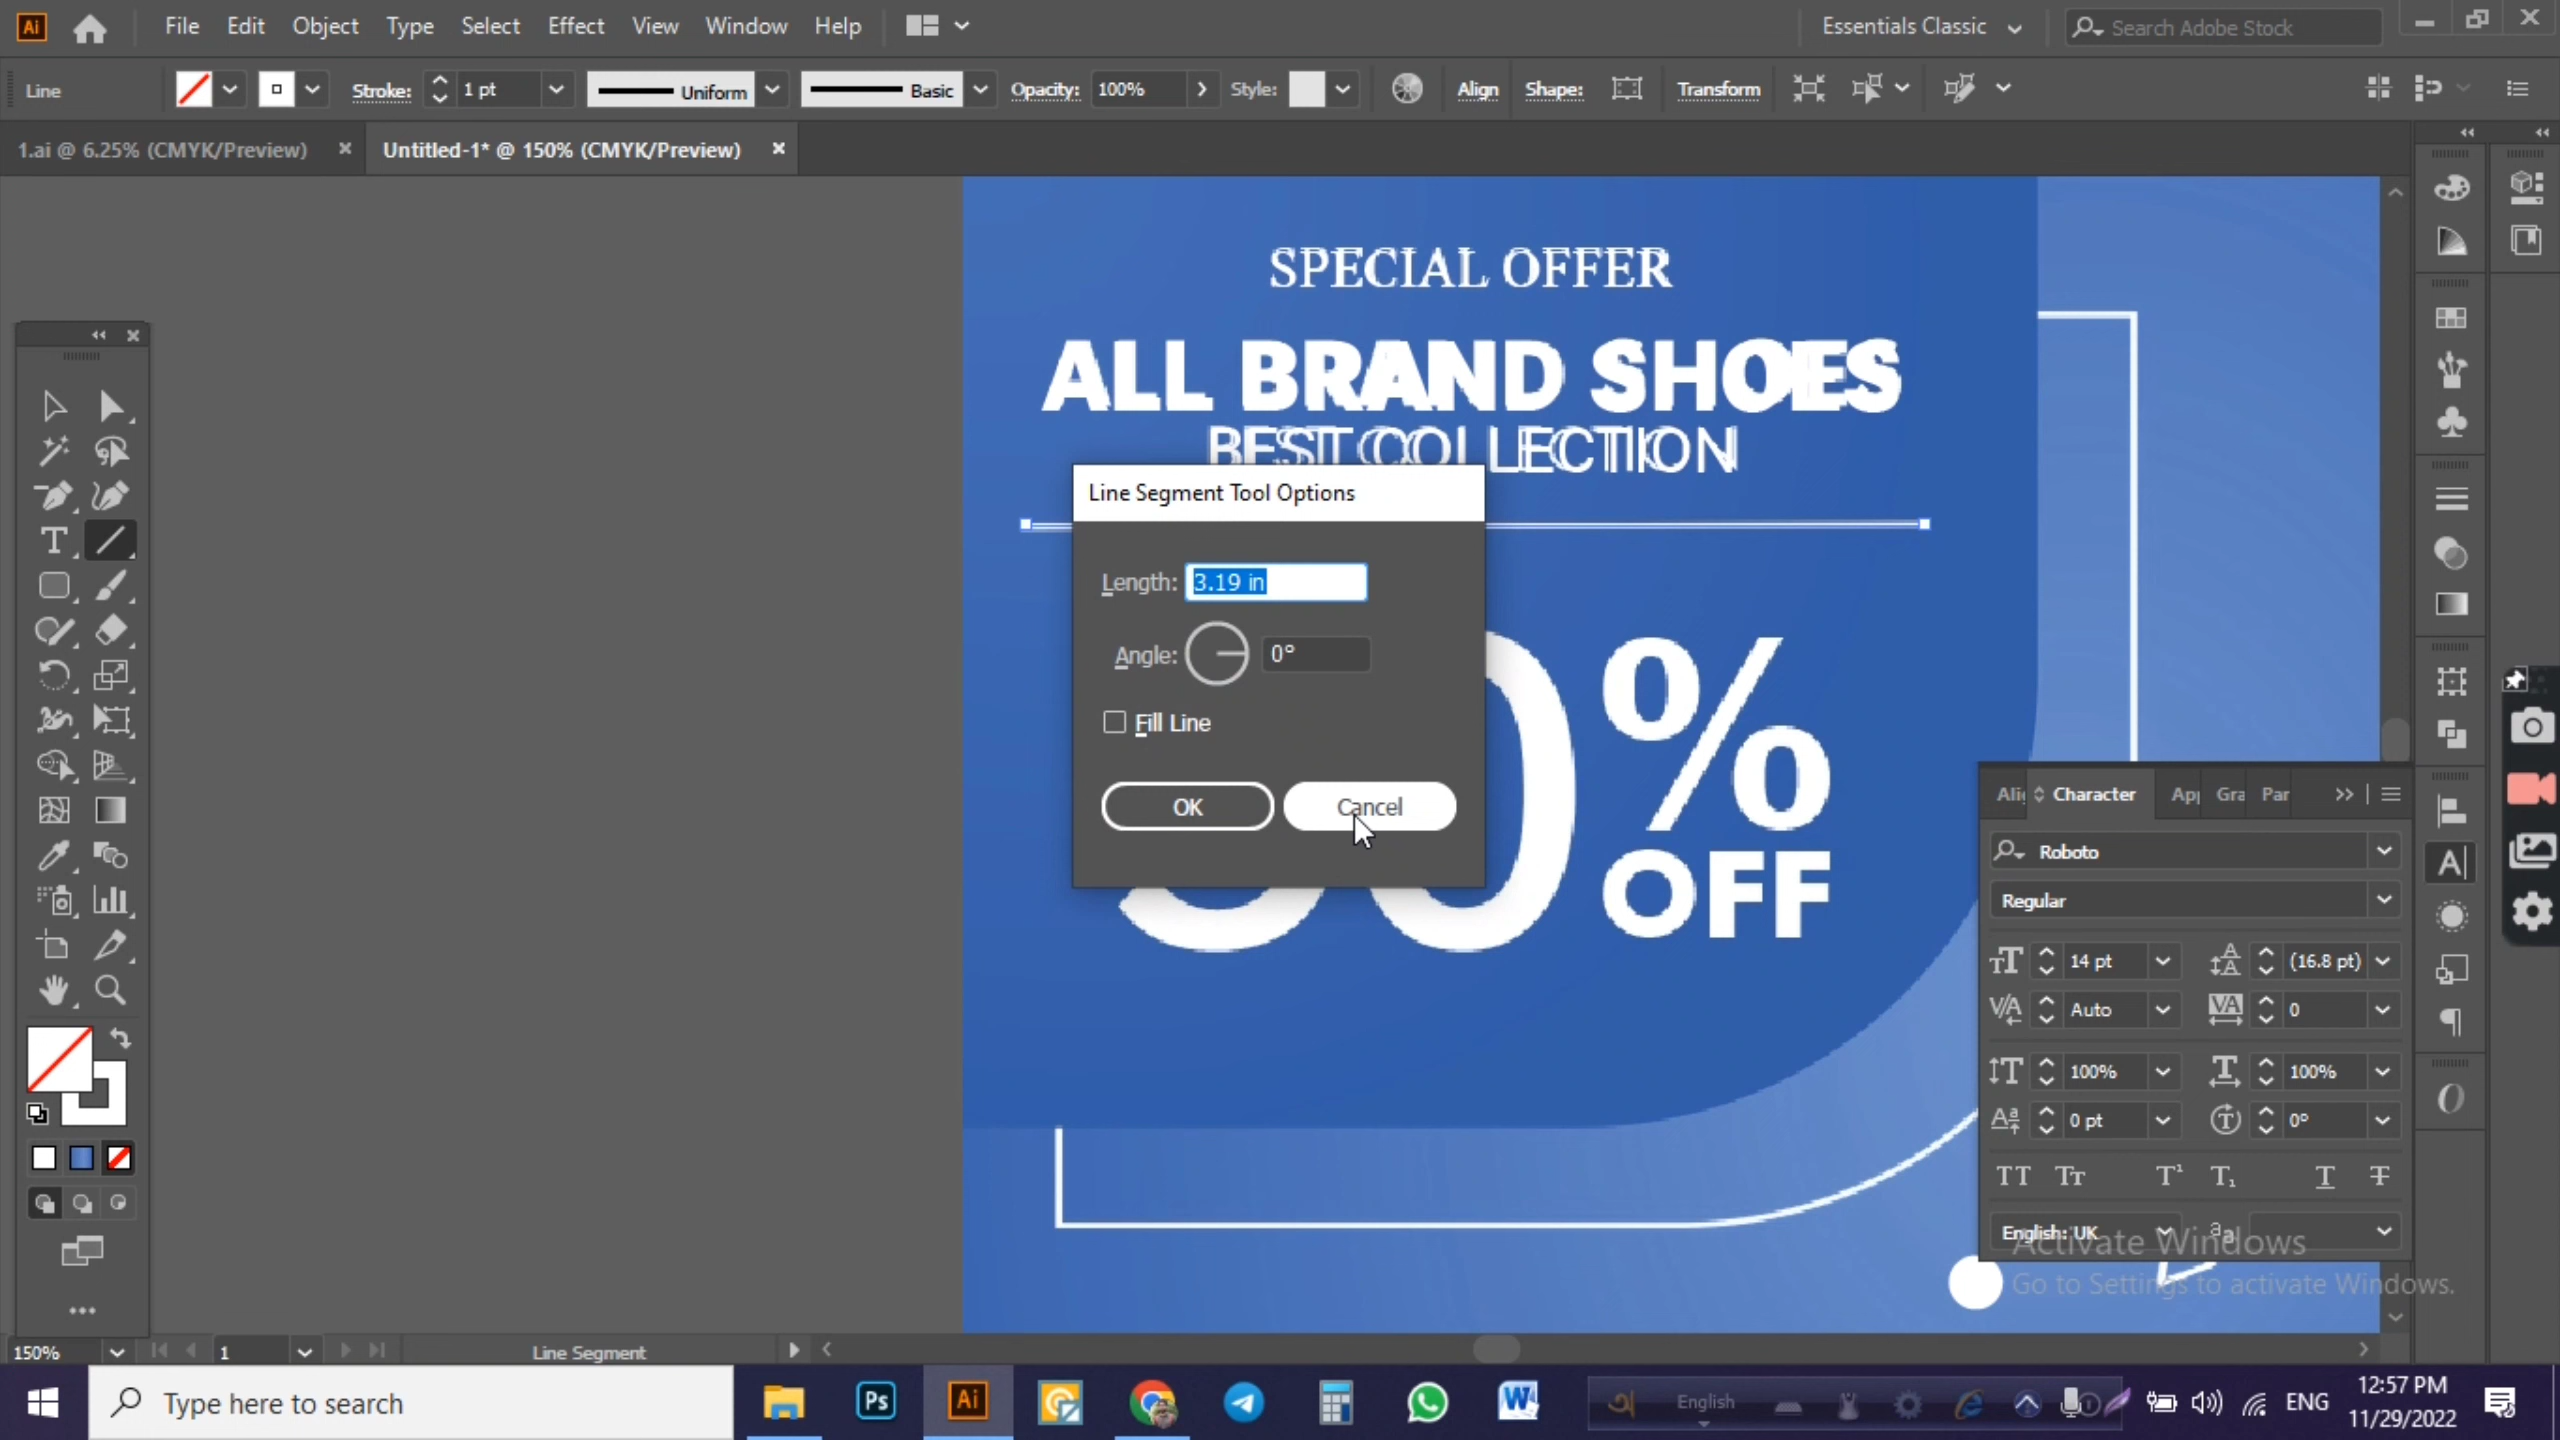 Ai File Edit Object Type Select Effect View Window Help Essentials Classic Search Adobe Stock
Line Stroke: 1 pt Uniform Basic Opacity: 100% Style: Align Shape: Transform
1.ai @ 6.25% (CMYK/Preview) Untitled-1* @ 150% (CMYK/Preview)
SPECIAL OFFER
ALL BRAND SHOES
BEST COLLECTION
Line Segment Tool Options
Length: 3.19 in
Angle: 0°
Fill Line
OK Cancel
%
OFF
Character
Roboto
Regular
14 pt (16.8 pt)
Auto 0
100% 100%
0 pt 0°
English: UK
Activate Windows
Go to Settings to activate Windows.
150% 1 Line Segment
Type here to search Ps Ai English ENG 12:57 PM
11/29/2022